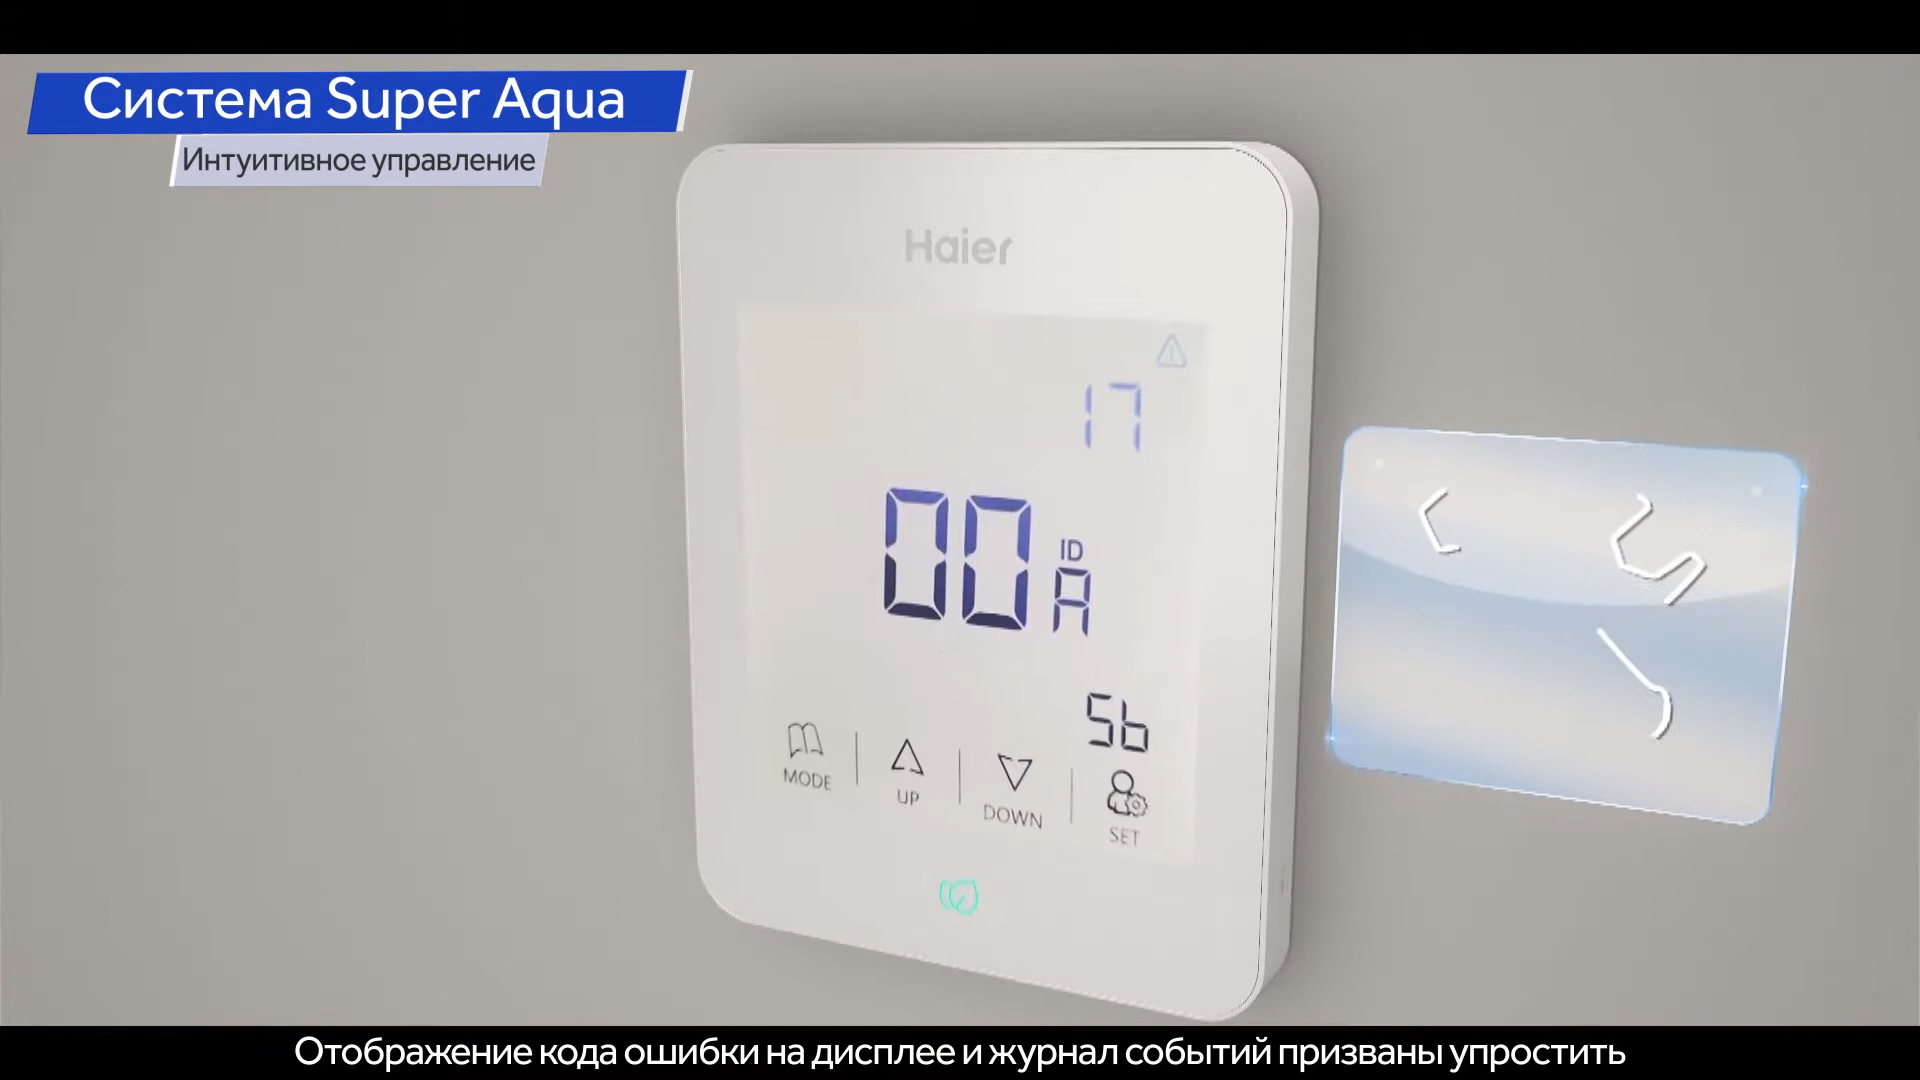 Система Super Aqua
Интуитивное управление
Haier
17
00
ID
A
5b
MODE
UP
DOWN
SET
Отображение кода ошибки на дисплее и журнал событий призваны упростить